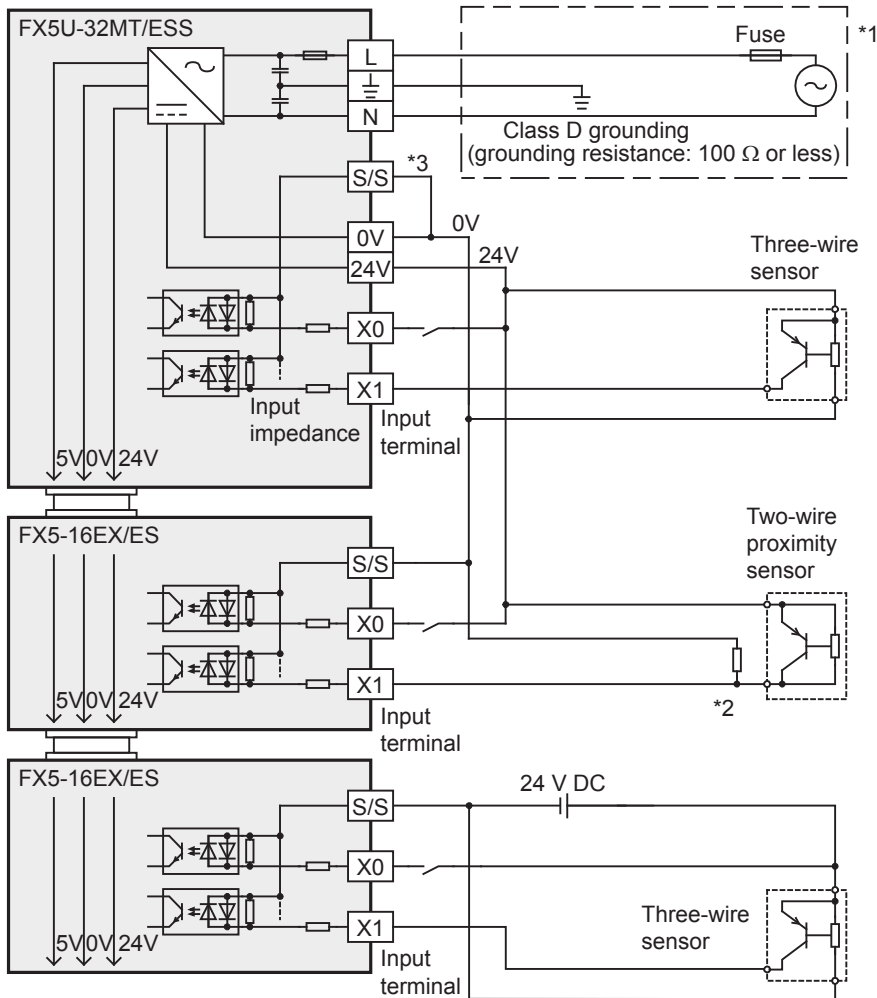 FX5U-32MT/ESS
L
N
Fuse
*1
Class D grounding
(grounding resistance: 100 Ω or less)
S/S
*3
0V
0V
24V
24V
Three-wire
sensor
X0
X1
Input
impedance
Input
terminal
5V 0V 24V
FX5-16EX/ES
S/S
Two-wire
proximity
sensor
X0
X1
*2
5V 0V 24V
Input
terminal
FX5-16EX/ES
24 V DC
S/S
X0
X1
Three-wire
sensor
5V 0V 24V
Input
terminal